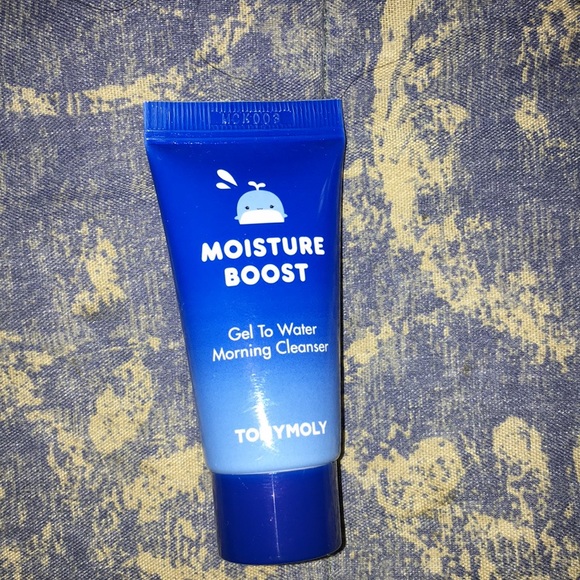 MOISTURE
BOOST
Gel To Water
Morning Cleanser
TONYMOLY